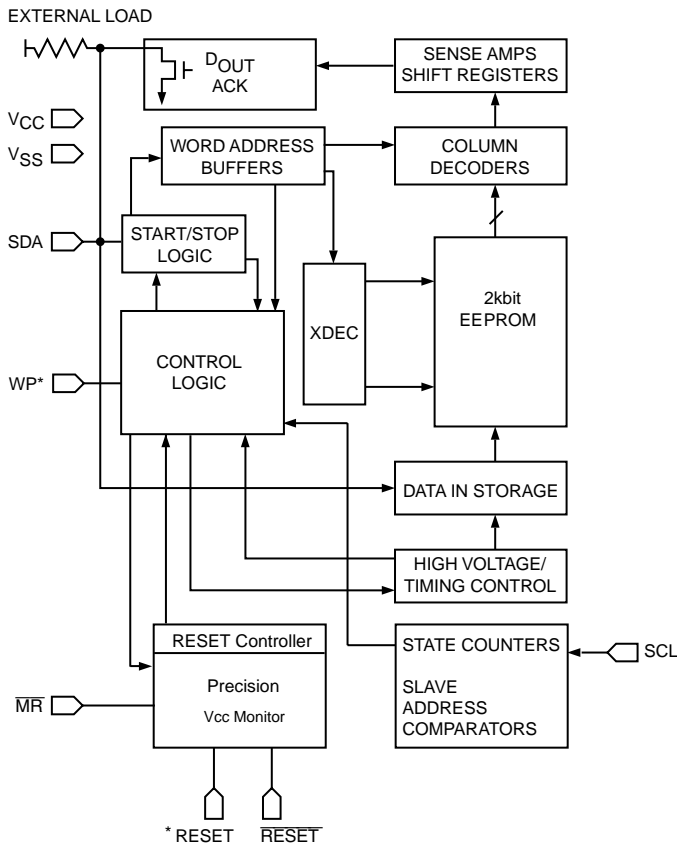 EXTERNAL LOAD
DOUT
ACK
SENSE AMPS
SHIFT REGISTERS
VCC
VSS
WORD ADDRESS
BUFFERS
COLUMN
DECODERS
SDA
START/STOP
LOGIC
XDEC
2kbit
EEPROM
WP*
CONTROL
LOGIC
DATA IN STORAGE
HIGH VOLTAGE/
TIMING CONTROL
RESET Controller
Precision
Vcc Monitor
STATE COUNTERS
SLAVE
ADDRESS
COMPARATORS
SCL
MR
* RESET
RESET